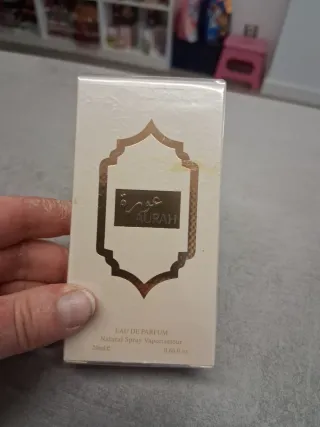 عورة
AURAH
EAU DE PARFUM
Natural Spray Vaporisateur